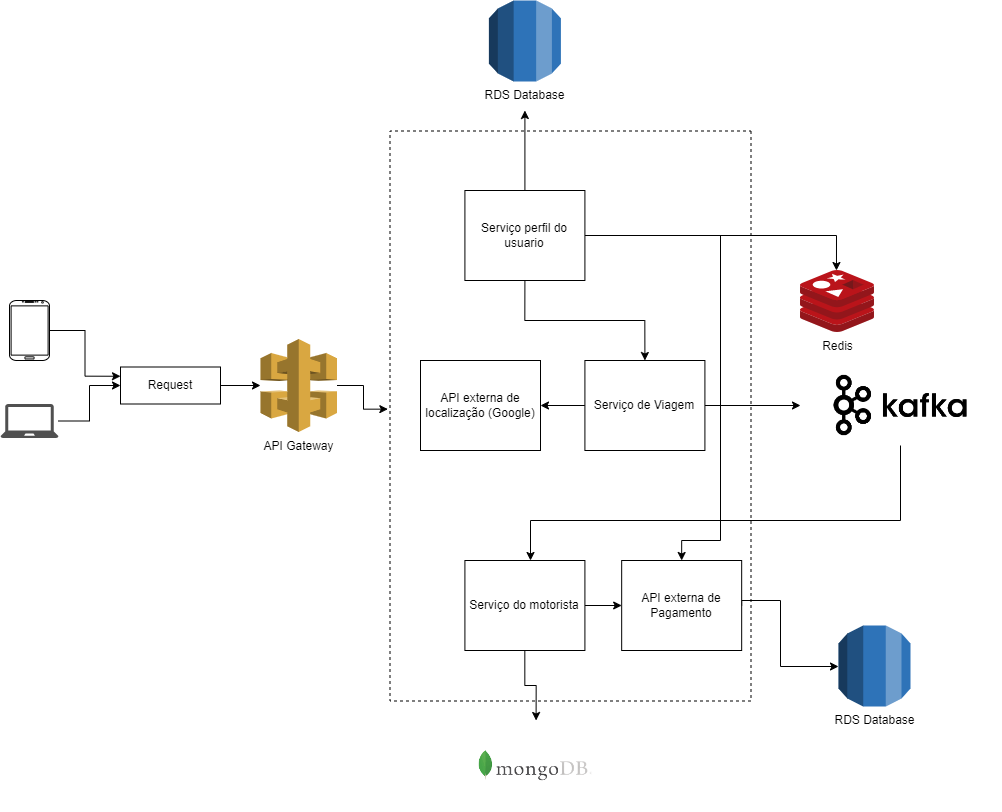 RDS Database
Serviço perfil do
usuario
Redis
Request
API Gateway
API externa de
localização (Google)
Serviço de Viagem
kafka
Serviço do motorista
API externa de
Pagamento
RDS Database
mongoDB